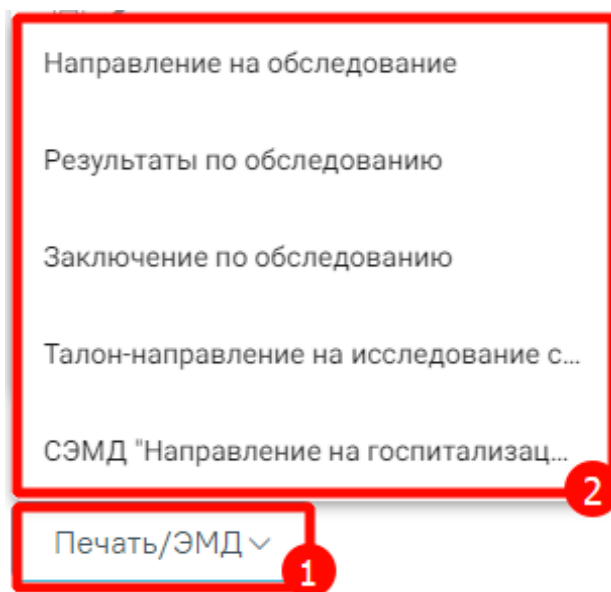 Направление на обследование
Результаты по обследованию
Заключение по обследованию
Талон-направление на исследование с...
СЭМД "Направление на госпитализац...
2
Печать/ЭМД
1